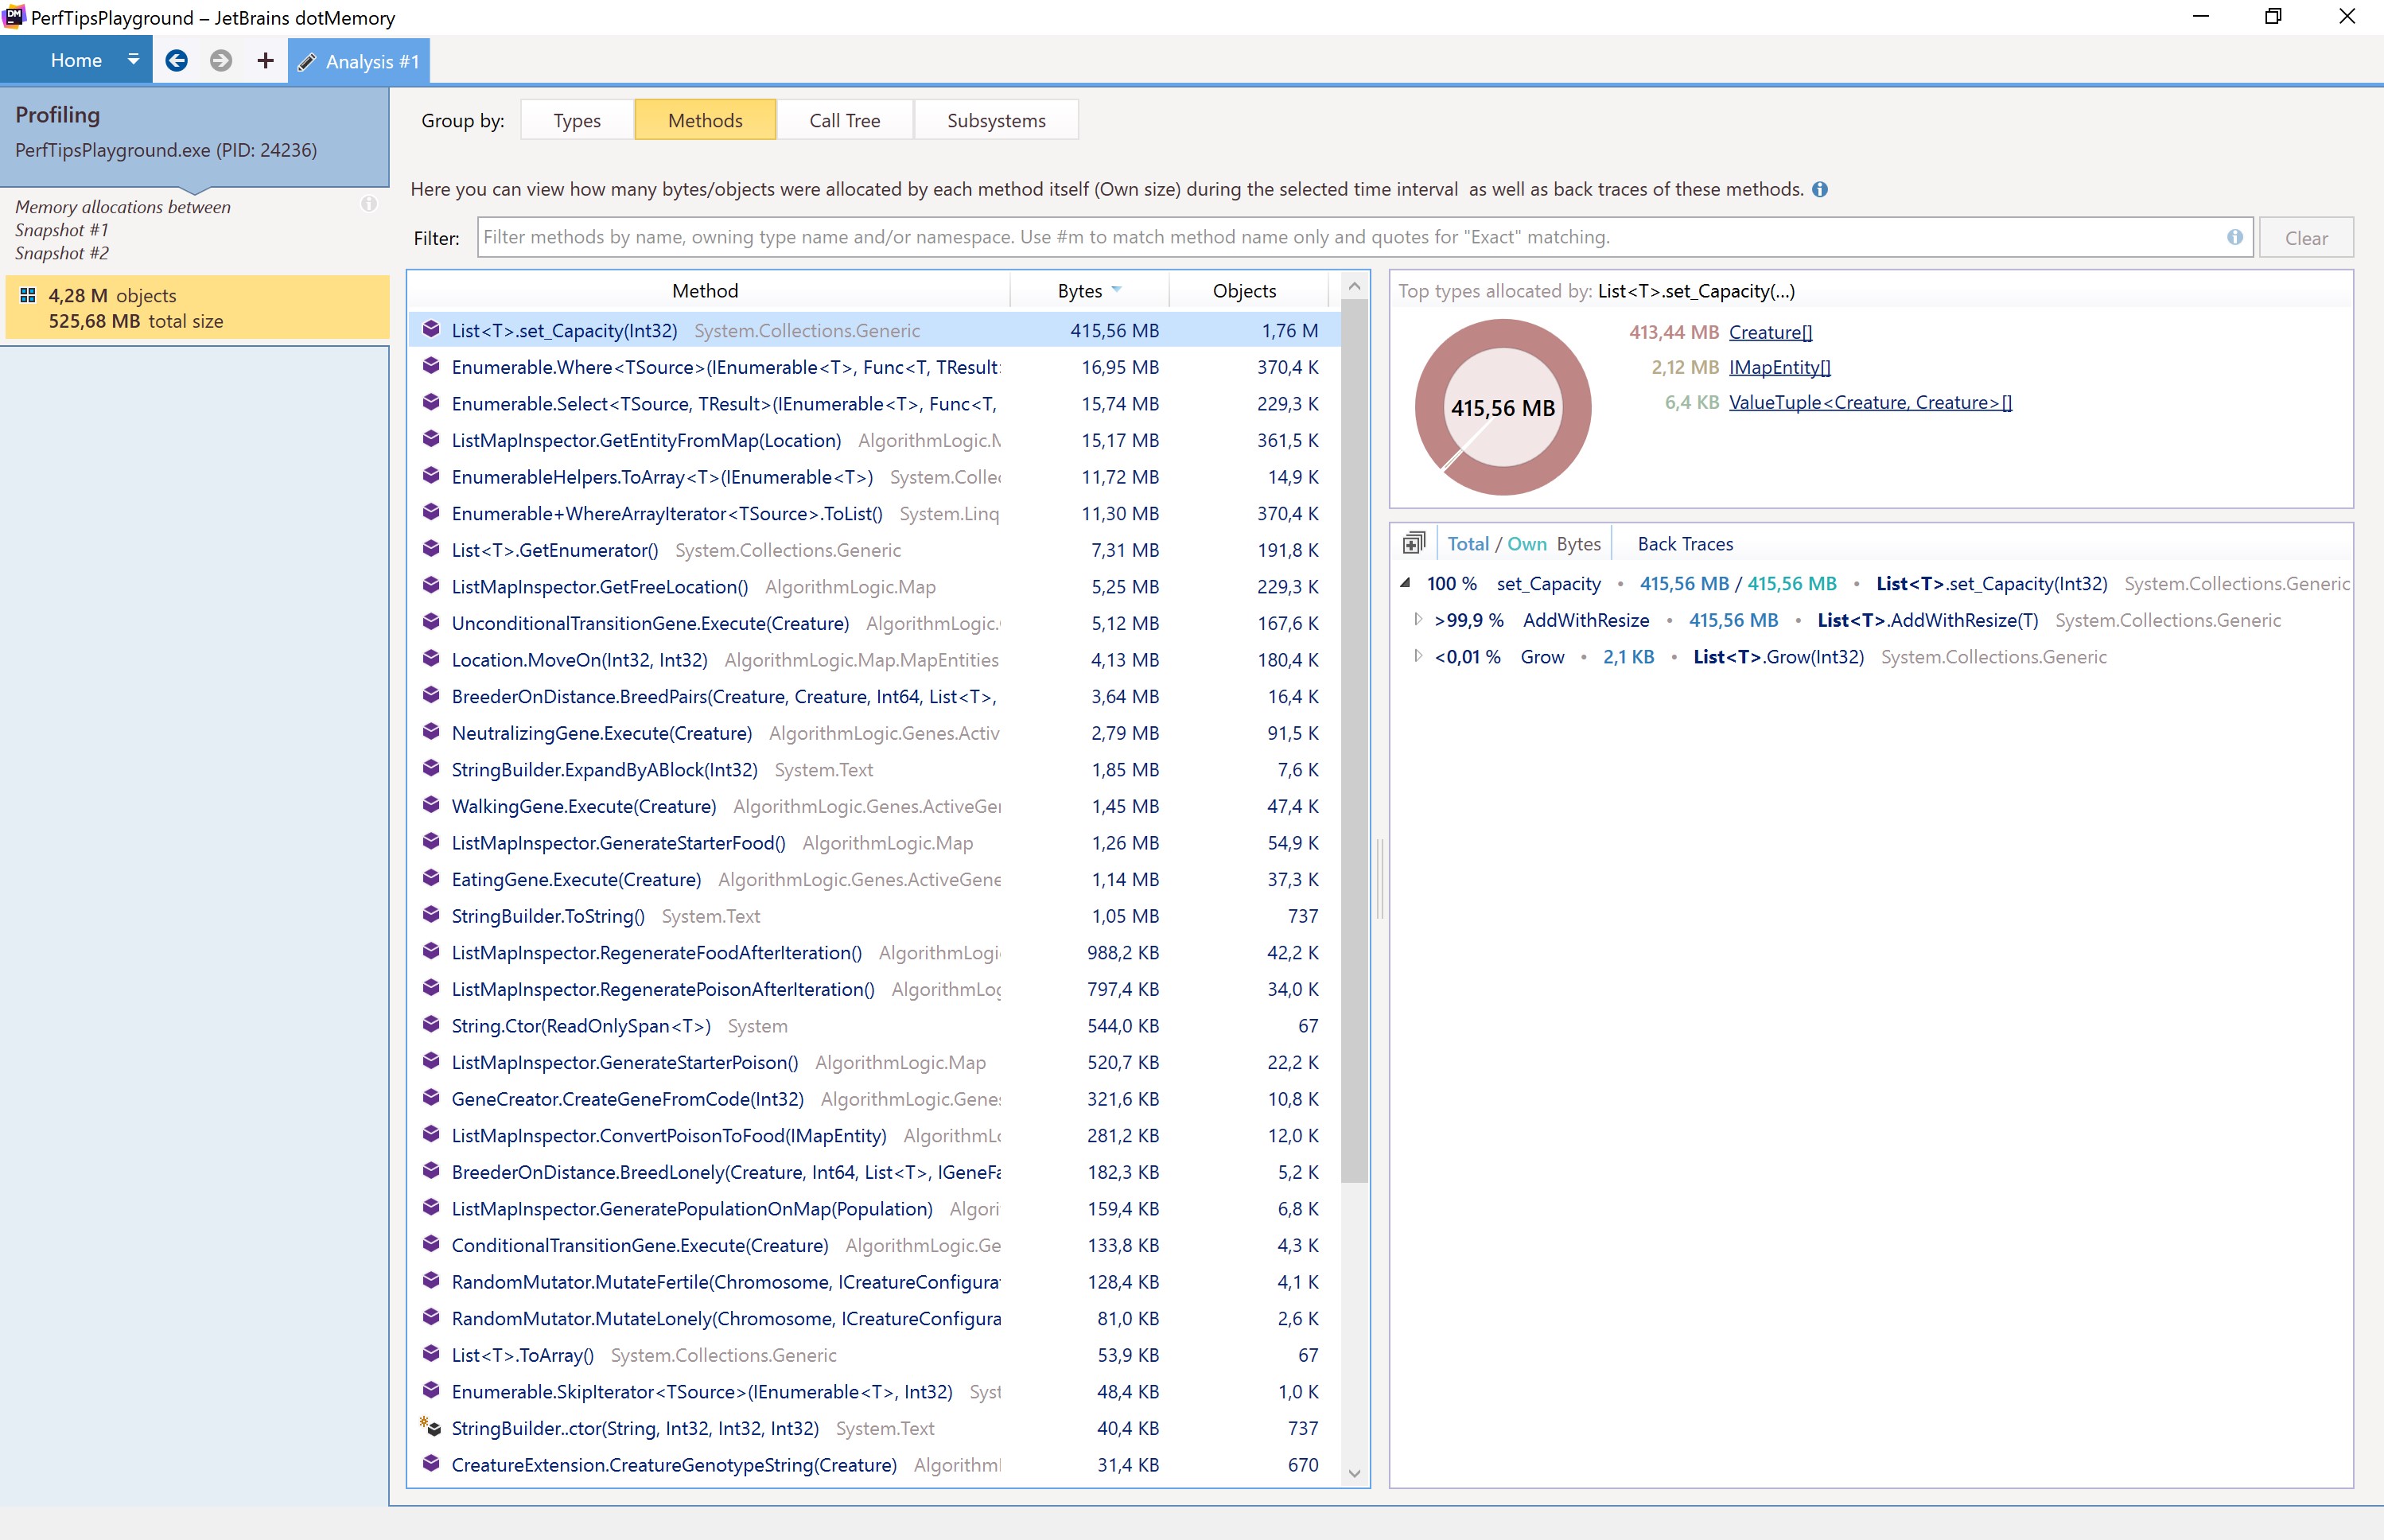 PerfTipsPlayground – JetBrains dotMemory
Home
Analysis #1
Profiling
PerfTipsPlayground.exe (PID: 24236)
Memory allocations between
Snapshot #1
Snapshot #2
4,28 M objects
525,68 MB total size
Group by: Types Methods Call Tree Subsystems
Here you can view how many bytes/objects were allocated by each method itself (Own size) during the selected time interval as well as back traces of these methods.
Filter: Filter methods by name, owning type name and/or namespace. Use #m to match method name only and quotes for "Exact" matching. Clear
Method Bytes Objects
List<T>.set_Capacity(Int32) System.Collections.Generic 415,56 MB 1,76 M
Enumerable.Where<TSource>(IEnumerable<T>, Func<T, TResult> 16,95 MB 370,4 K
Enumerable.Select<TSource, TResult>(IEnumerable<T>, Func<T, 15,74 MB 229,3 K
ListMapInspector.GetEntityFromMap(Location) AlgorithmLogic.M 15,17 MB 361,5 K
EnumerableHelpers.ToArray<T>(IEnumerable<T>) System.Collec 11,72 MB 14,9 K
Enumerable+WhereArrayIterator<TSource>.ToList() System.Linq 11,30 MB 370,4 K
List<T>.GetEnumerator() System.Collections.Generic 7,31 MB 191,8 K
ListMapInspector.GetFreeLocation() AlgorithmLogic.Map 5,25 MB 229,3 K
UnconditionalTransitionGene.Execute(Creature) AlgorithmLogic. 5,12 MB 167,6 K
Location.MoveOn(Int32, Int32) AlgorithmLogic.Map.MapEntities 4,13 MB 180,4 K
BreederOnDistance.BreedPairs(Creature, Creature, Int64, List<T>, 3,64 MB 16,4 K
NeutralizingGene.Execute(Creature) AlgorithmLogic.Genes.Activ 2,79 MB 91,5 K
StringBuilder.ExpandByABlock(Int32) System.Text 1,85 MB 7,6 K
WalkingGene.Execute(Creature) AlgorithmLogic.Genes.ActiveGen 1,45 MB 47,4 K
ListMapInspector.GenerateStarterFood() AlgorithmLogic.Map 1,26 MB 54,9 K
EatingGene.Execute(Creature) AlgorithmLogic.Genes.ActiveGene 1,14 MB 37,3 K
StringBuilder.ToString() System.Text 1,05 MB 737
ListMapInspector.RegenerateFoodAfterIteration() AlgorithmLogi 988,2 KB 42,2 K
ListMapInspector.RegeneratePoisonAfterIteration() AlgorithmLog 797,4 KB 34,0 K
String.Ctor(ReadOnlySpan<T>) System 544,0 KB 67
ListMapInspector.GenerateStarterPoison() AlgorithmLogic.Map 520,7 KB 22,2 K
GeneCreator.CreateGeneFromCode(Int32) AlgorithmLogic.Genes 321,6 KB 10,8 K
ListMapInspector.ConvertPoisonToFood(IMapEntity) AlgorithmLo 281,2 KB 12,0 K
BreederOnDistance.BreedLonely(Creature, Int64, List<T>, IGeneFa 182,3 KB 5,2 K
ListMapInspector.GeneratePopulationOnMap(Population) Algori 159,4 KB 6,8 K
ConditionalTransitionGene.Execute(Creature) AlgorithmLogic.Ge 133,8 KB 4,3 K
RandomMutator.MutateFertile(Chromosome, ICreatureConfigurat 128,4 KB 4,1 K
RandomMutator.MutateLonely(Chromosome, ICreatureConfigura 81,0 KB 2,6 K
List<T>.ToArray() System.Collections.Generic 53,9 KB 67
Enumerable.SkipIterator<TSource>(IEnumerable<T>, Int32) Syst 48,4 KB 1,0 K
StringBuilder..ctor(String, Int32, Int32, Int32) System.Text 40,4 KB 737
CreatureExtension.CreatureGenotypeString(Creature) Algorithm 31,4 KB 670
Top types allocated by: List<T>.set_Capacity(...)
415,56 MB
413,44 MB Creature[]
2,12 MB IMapEntity[]
6,4 KB ValueTuple<Creature, Creature>[]
Total / Own Bytes Back Traces
100 % set_Capacity • 415,56 MB / 415,56 MB • List<T>.set_Capacity(Int32) System.Collections.Generic
>99,9 % AddWithResize • 415,56 MB • List<T>.AddWithResize(T) System.Collections.Generic
<0,01 % Grow • 2,1 KB • List<T>.Grow(Int32) System.Collections.Generic